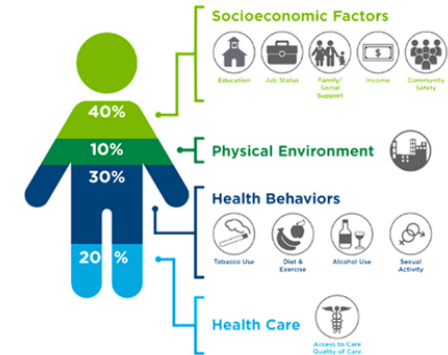 Socioeconomic Factors
Education
Job Status
Family/
Social
Support
Income
$
Community
Safety
40%
10%
Physical Environment
30%
Health Behaviors
Tobacco Use
Diet &
Exercise
Alcohol Use
Sexual
Activity
20 %
Health Care
Access to Care
Quality of Care